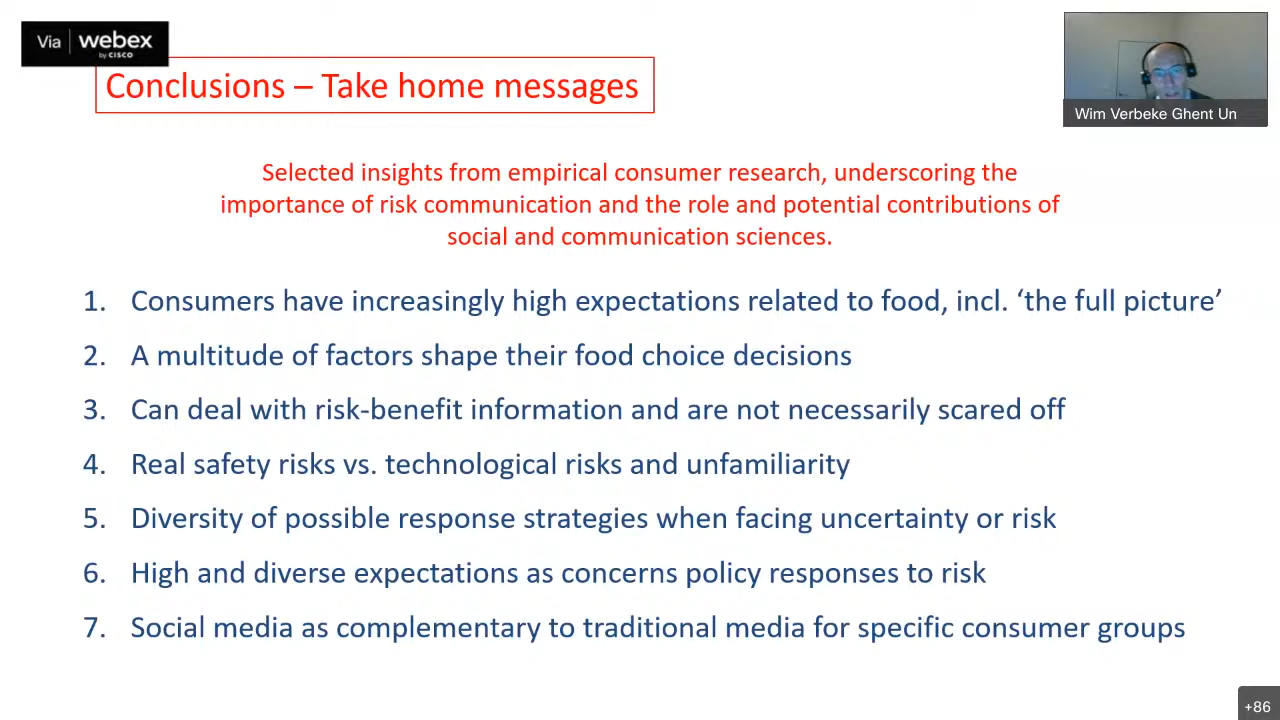 Via webex
by CISCO
Conclusions – Take home messages
Wim Verbeke Ghent Un
Selected insights from empirical consumer research, underscoring the
importance of risk communication and the role and potential contributions of
social and communication sciences.
1. Consumers have increasingly high expectations related to food, incl. ‘the full picture’
2. A multitude of factors shape their food choice decisions
3. Can deal with risk-benefit information and are not necessarily scared off
4. Real safety risks vs. technological risks and unfamiliarity
5. Diversity of possible response strategies when facing uncertainty or risk
6. High and diverse expectations as concerns policy responses to risk
7. Social media as complementary to traditional media for specific consumer groups
+86